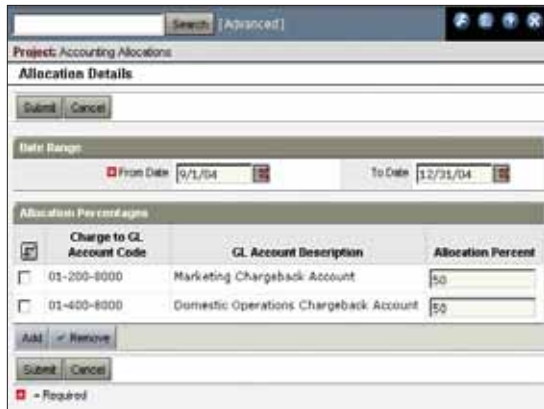 Search [Advanced]
Project: Accounting Allocations
Allocation Details
Submit Cancel
Date Range
From Date 9/1/04 To Date 12/31/04
Allocation Percentages
Charge to GL Account Code GL Account Description Allocation Percent
01-200-8000 Marketing Chargeback Account 50
01-400-8000 Domestic Operations Chargeback Account 50
Add Remove
Submit Cancel
= Required